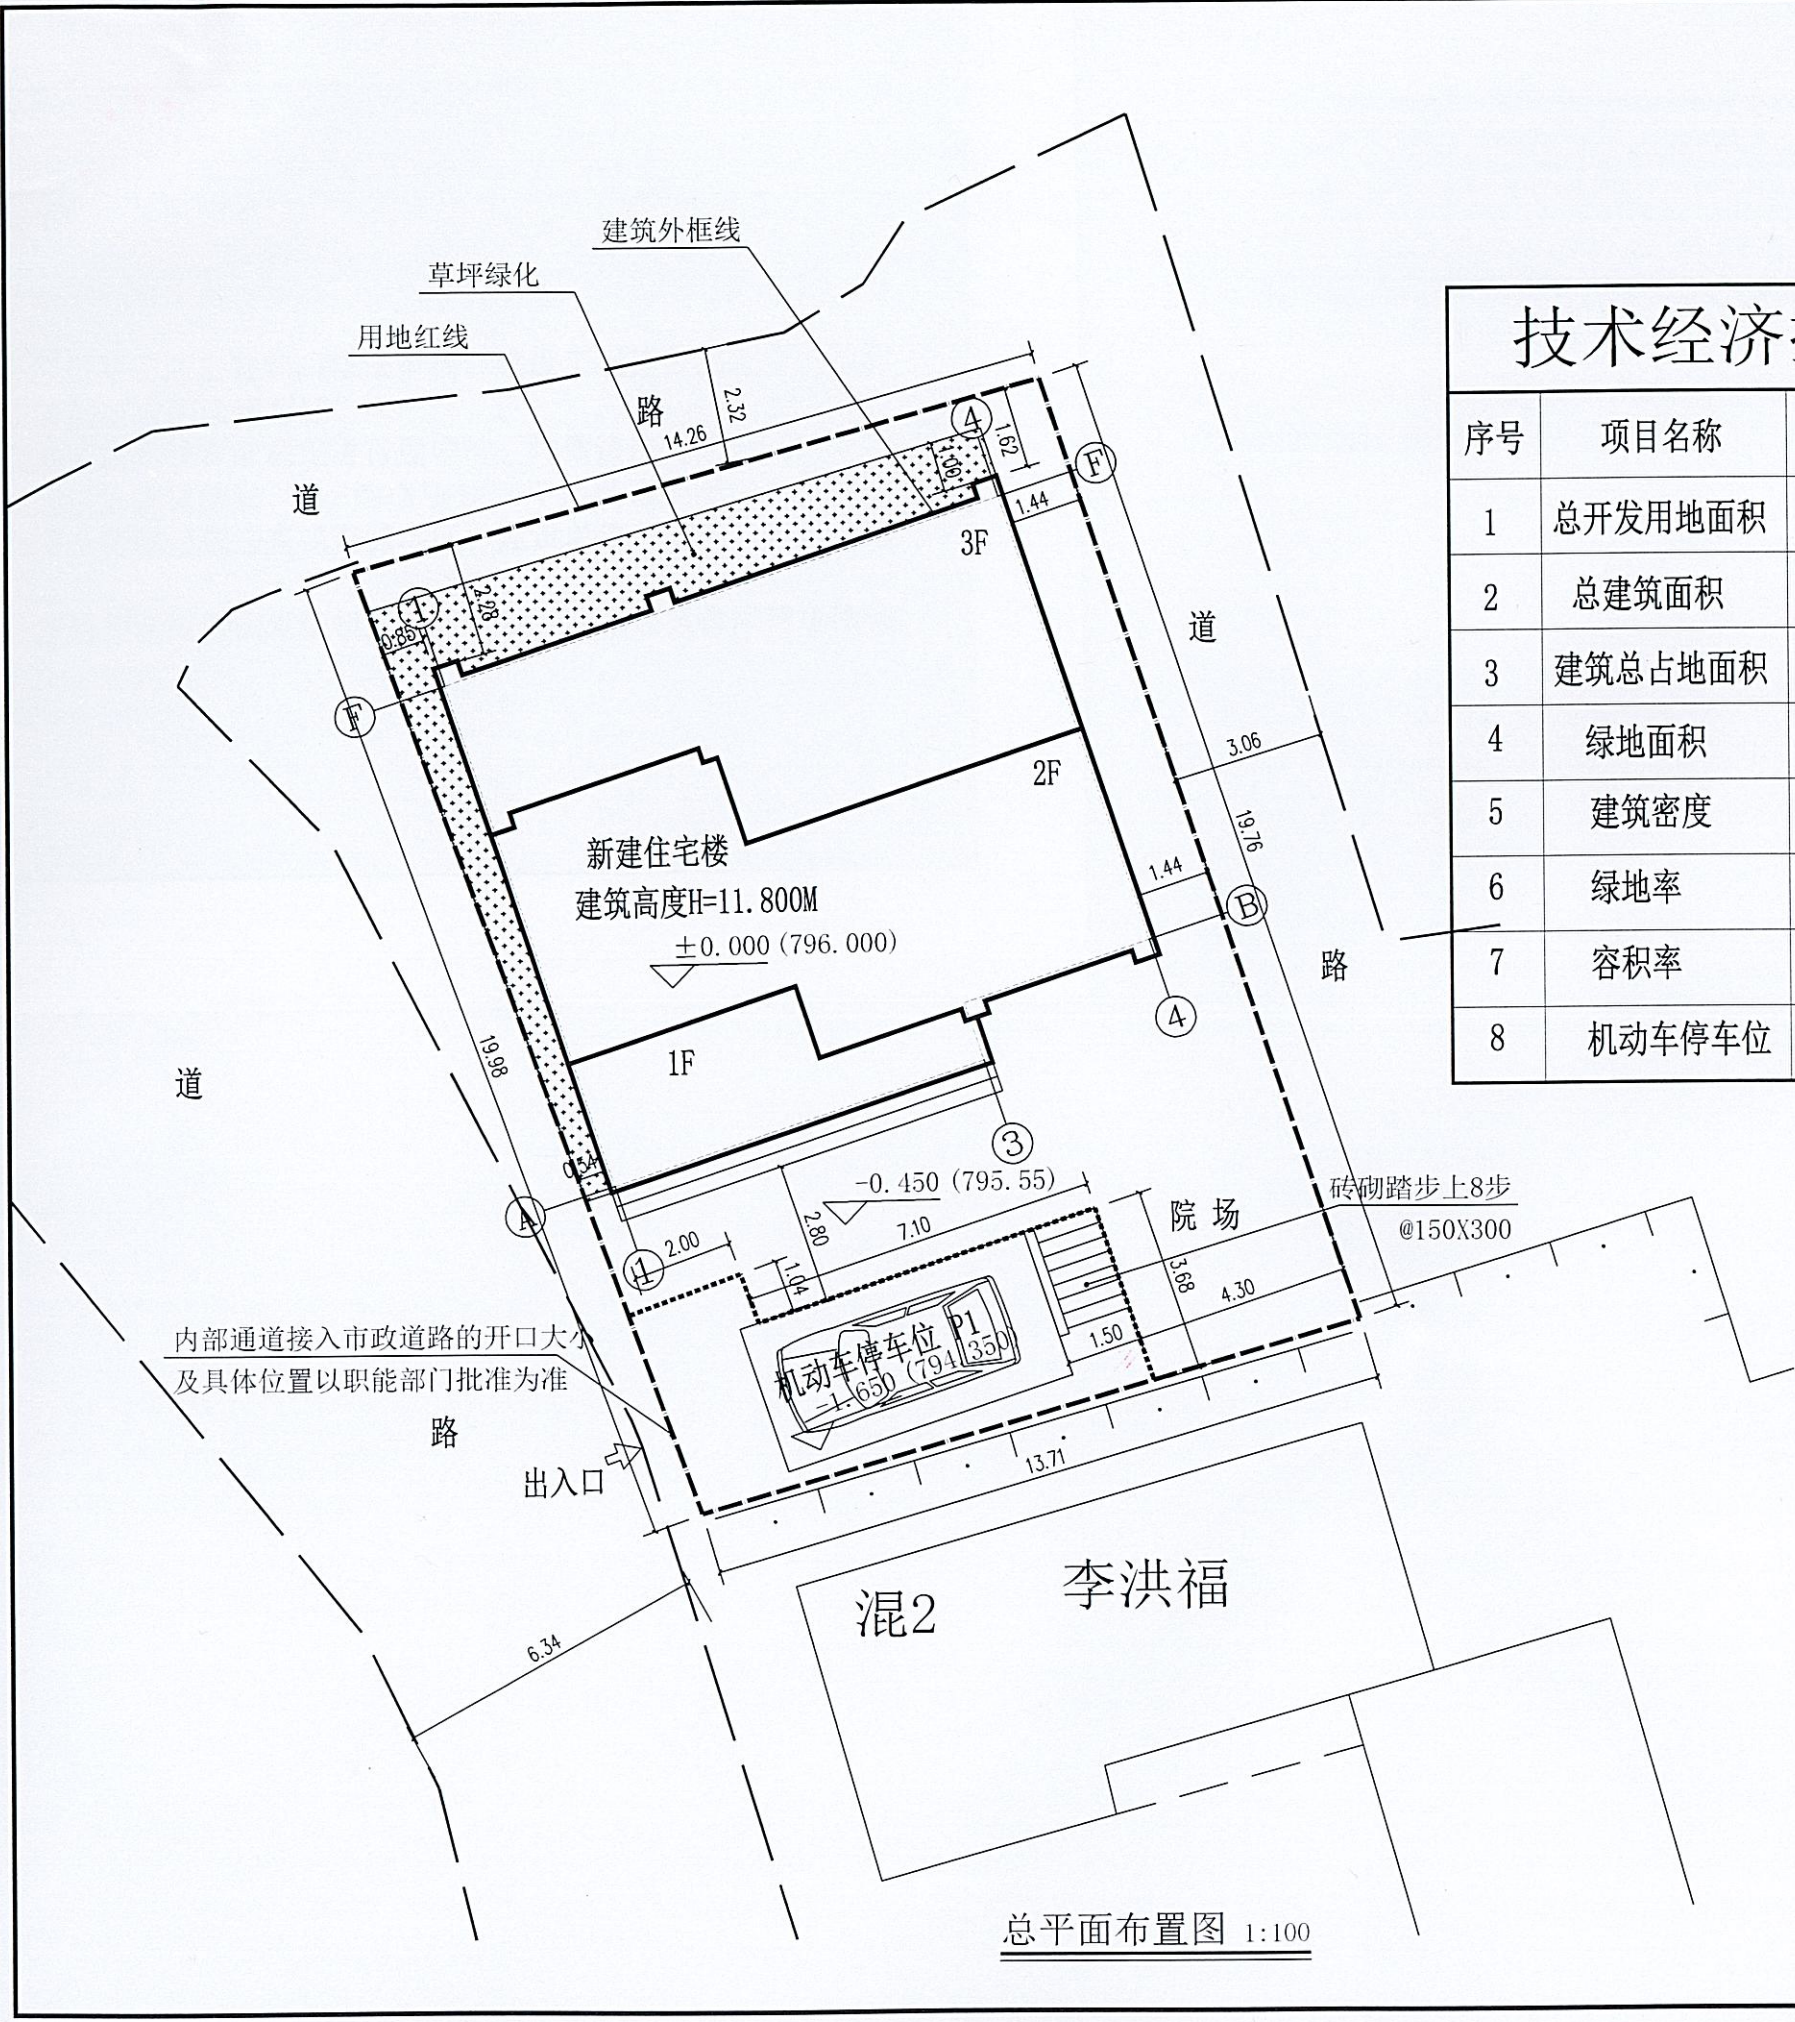 建筑外框线
草坪绿化
用地红线
路
2.32
14.26
4
1.62
1.00
F
1.44
3F
道
1
2.28
0.85
F
道
2F
3.06
19.76
1.44
B
新建住宅楼
建筑高度H=11.800M
±0.000(796.000)
路
4
19.98
1F
道
3
0.54
-0.450(795.55)
A
砖砌踏步上8步
@150X300
院 场
2.80
7.10
2.00
1
1.04
3.68
4.30
1.50
内部通道接入市政道路的开口大小
及具体位置以职能部门批准为准
机动车停车位 P1
-1.650(794.350)
路
出入口
13.71
混2
李洪福
6.34
总平面布置图 1:100
技术经济
序号 项目名称
1 总开发用地面积
2 总建筑面积
3 建筑总占地面积
4 绿地面积
5 建筑密度
6 绿地率
7 容积率
8 机动车停车位